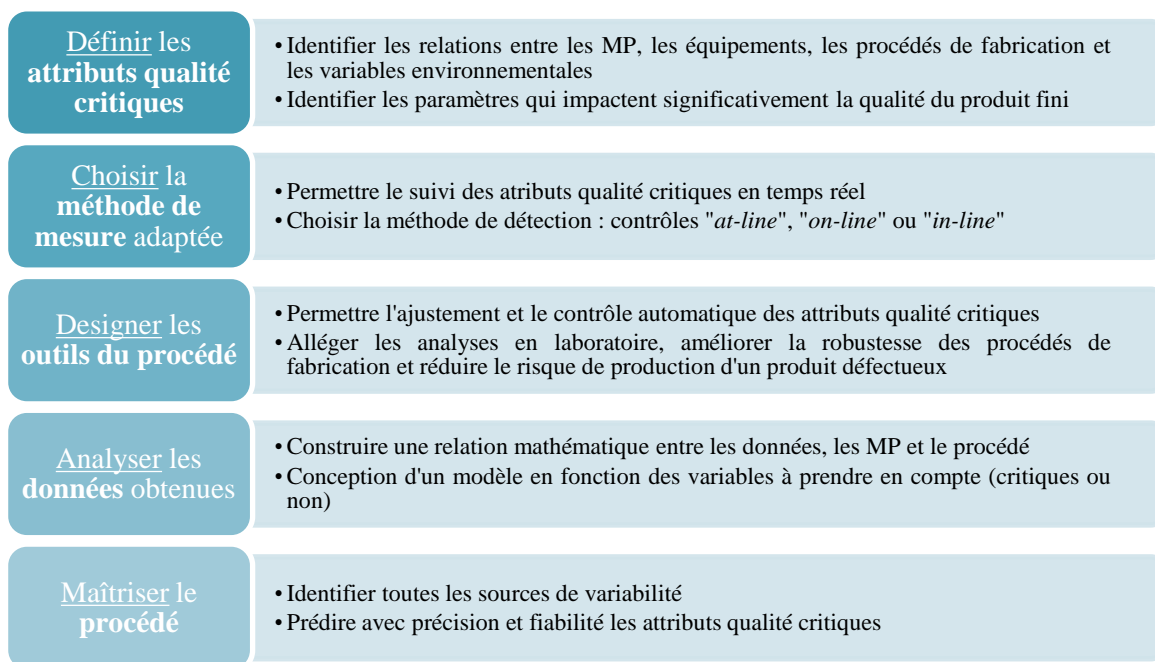 Définir les
attributs qualité
critiques
• Identifier les relations entre les MP, les équipements, les procédés de fabrication et
les variables environnementales
• Identifier les paramètres qui impactent significativement la qualité du produit fini
Choisir la
méthode de
mesure adaptée
• Permettre le suivi des atributs qualité critiques en temps réel
• Choisir la méthode de détection : contrôles "at-line", "on-line" ou "in-line"
Designer les
outils du procédé
• Permettre l'ajustement et le contrôle automatique des attributs qualité critiques
• Alléger les analyses en laboratoire, améliorer la robustesse des procédés de
fabrication et réduire le risque de production d'un produit défectueux
Analyser les
données obtenues
• Construire une relation mathématique entre les données, les MP et le procédé
• Conception d'un modèle en fonction des variables à prendre en compte (critiques ou
non)
Maîtriser le
procédé
• Identifier toutes les sources de variabilité
• Prédire avec précision et fiabilité les attributs qualité critiques